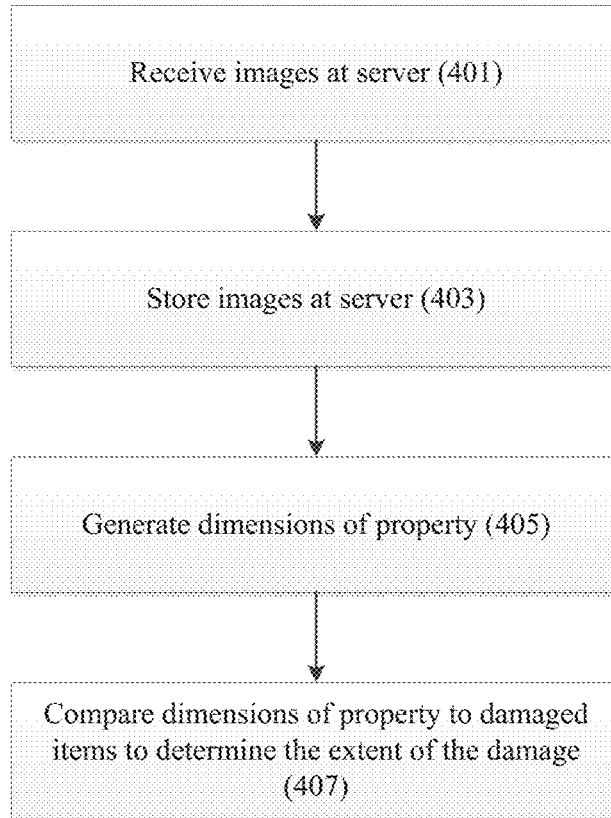 Receive images at server (401)
Store images at server (403)
Generate dimensions of property (405)
Compare dimensions of property to damaged
items to determine the extent of the damage
(407)